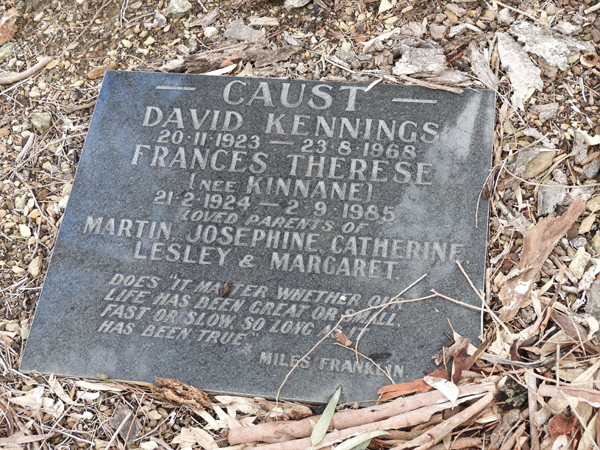 — CAUST —
DAVID KENNINGS
20·11·1923 — 23·8·1968
FRANCES THERESE
[NEE KINNANE]
21·2·1924 — 2·9·1985
LOVED PARENTS OF
MARTIN, JOSEPHINE, CATHERINE,
LESLEY & MARGARET.
DOES "IT MATTER WHETHER OUR
LIFE HAS BEEN GREAT OR SMALL,
FAST OR SLOW, SO LONG AS IT
HAS BEEN TRUE."
MILES FRANKLIN